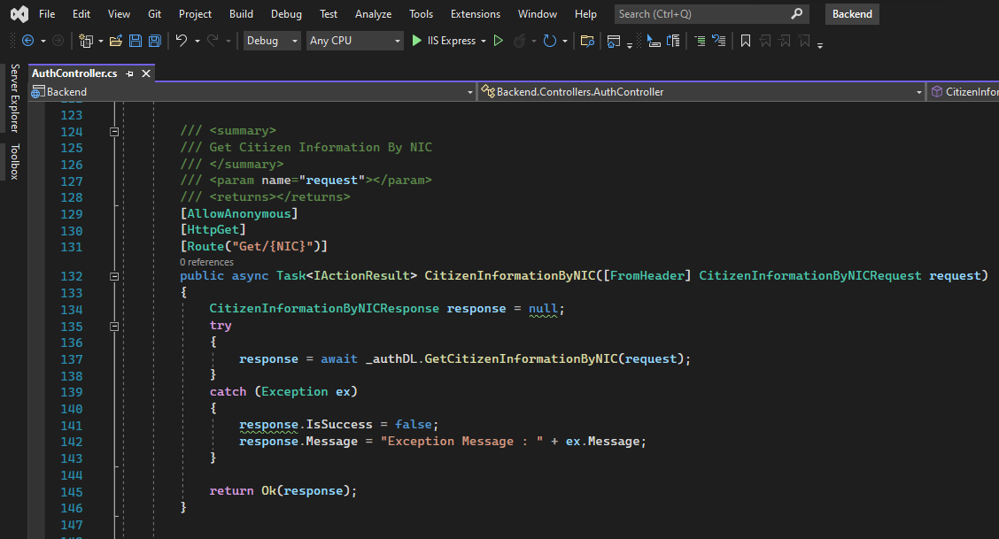 File Edit View Git Project Build Debug Test Analyze Tools Extensions Window Help Search (Ctrl+Q) Backend
Debug Any CPU IIS Express
Server Explorer
Toolbox
AuthController.cs
Backend Backend.Controllers.AuthController CitizenInfor
123
124 /// <summary>
125 /// Get Citizen Information By NIC
126 /// </summary>
127 /// <param name="request"></param>
128 /// <returns></returns>
129 [AllowAnonymous]
130 [HttpGet]
131 [Route("Get/{NIC}")]
0 references
132 public async Task<IActionResult> CitizenInformationByNIC([FromHeader] CitizenInformationByNICRequest request)
133 {
134 CitizenInformationByNICResponse response = null;
135 try
136 {
137 response = await _authDL.GetCitizenInformationByNIC(request);
138 }
139 catch (Exception ex)
140 {
141 response.IsSuccess = false;
142 response.Message = "Exception Message : " + ex.Message;
143 }
144
145 return Ok(response);
146 }
147